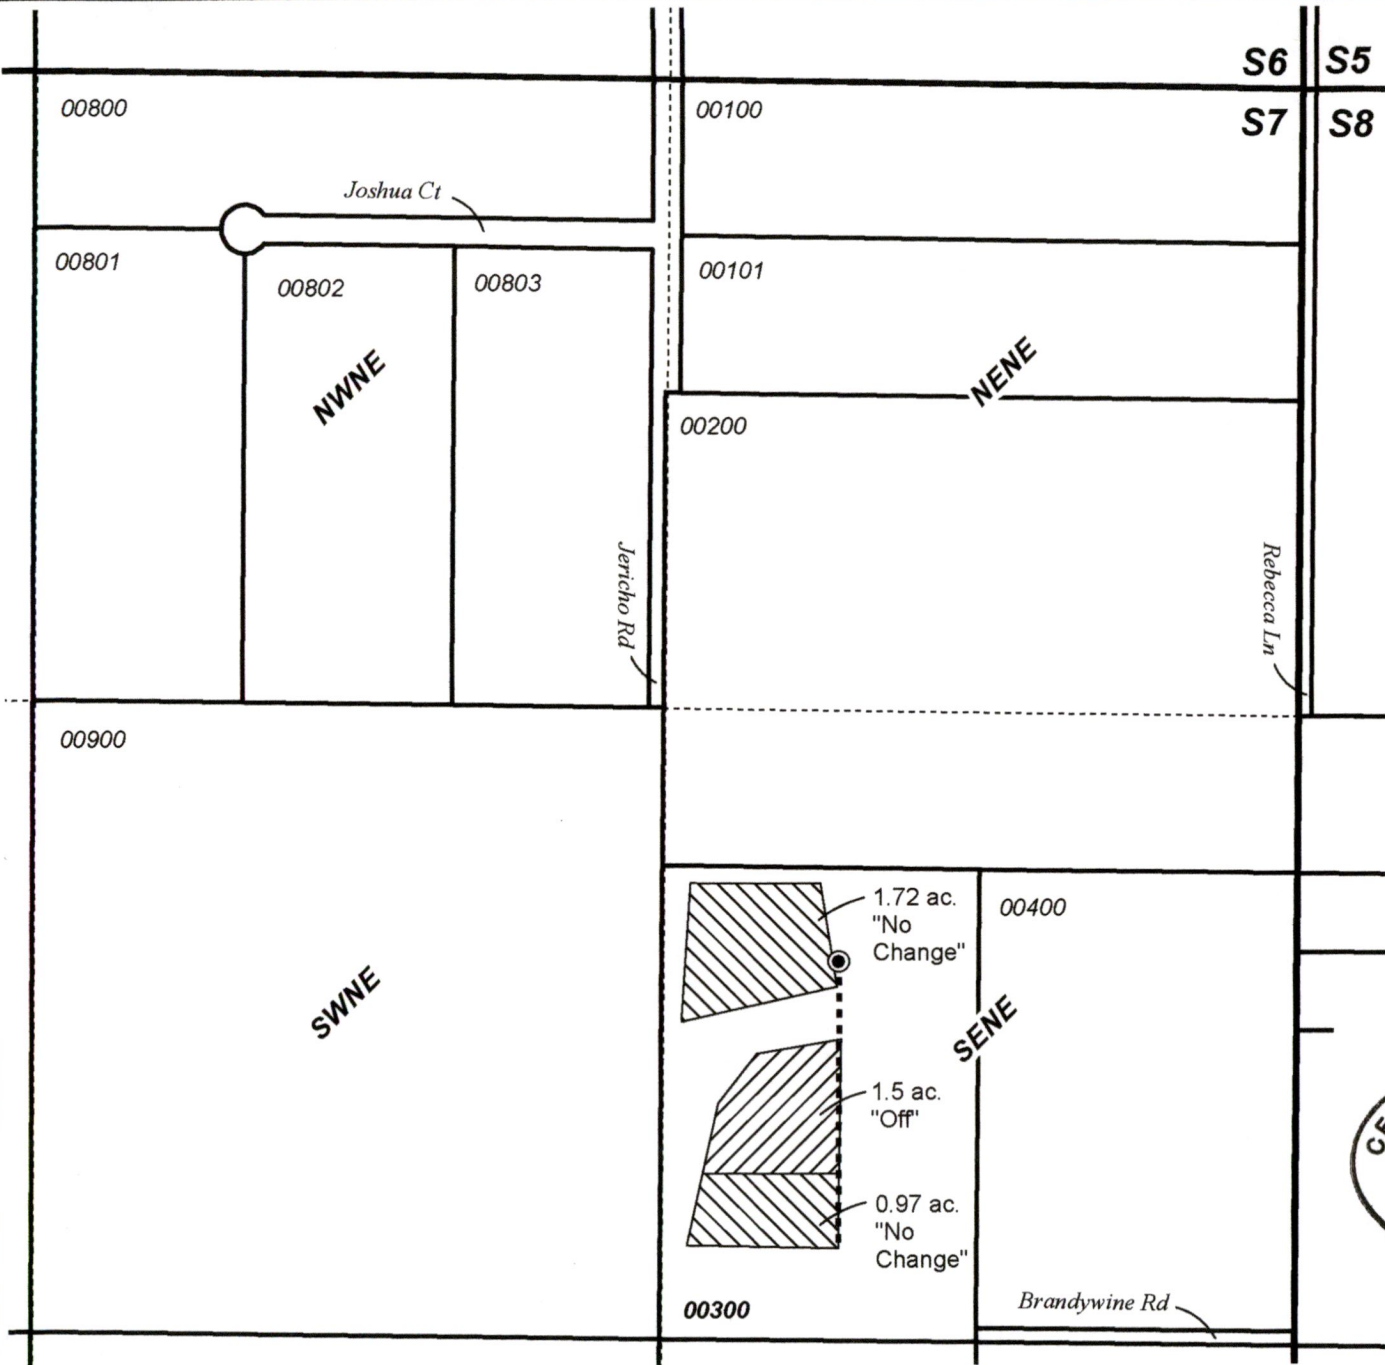 S6 S5
00800
00100
S7 S8
Joshua Ct
00801
00101
00802
00803
NWNE
NENE
00200
Jericho Rd
Rebecca Ln
00900
1.72 ac.
"No
Change"
00400
SWNE
SENE
1.5 ac.
"Off"
CE
0.97 ac.
"No
Change"
00300
Brandywine Rd